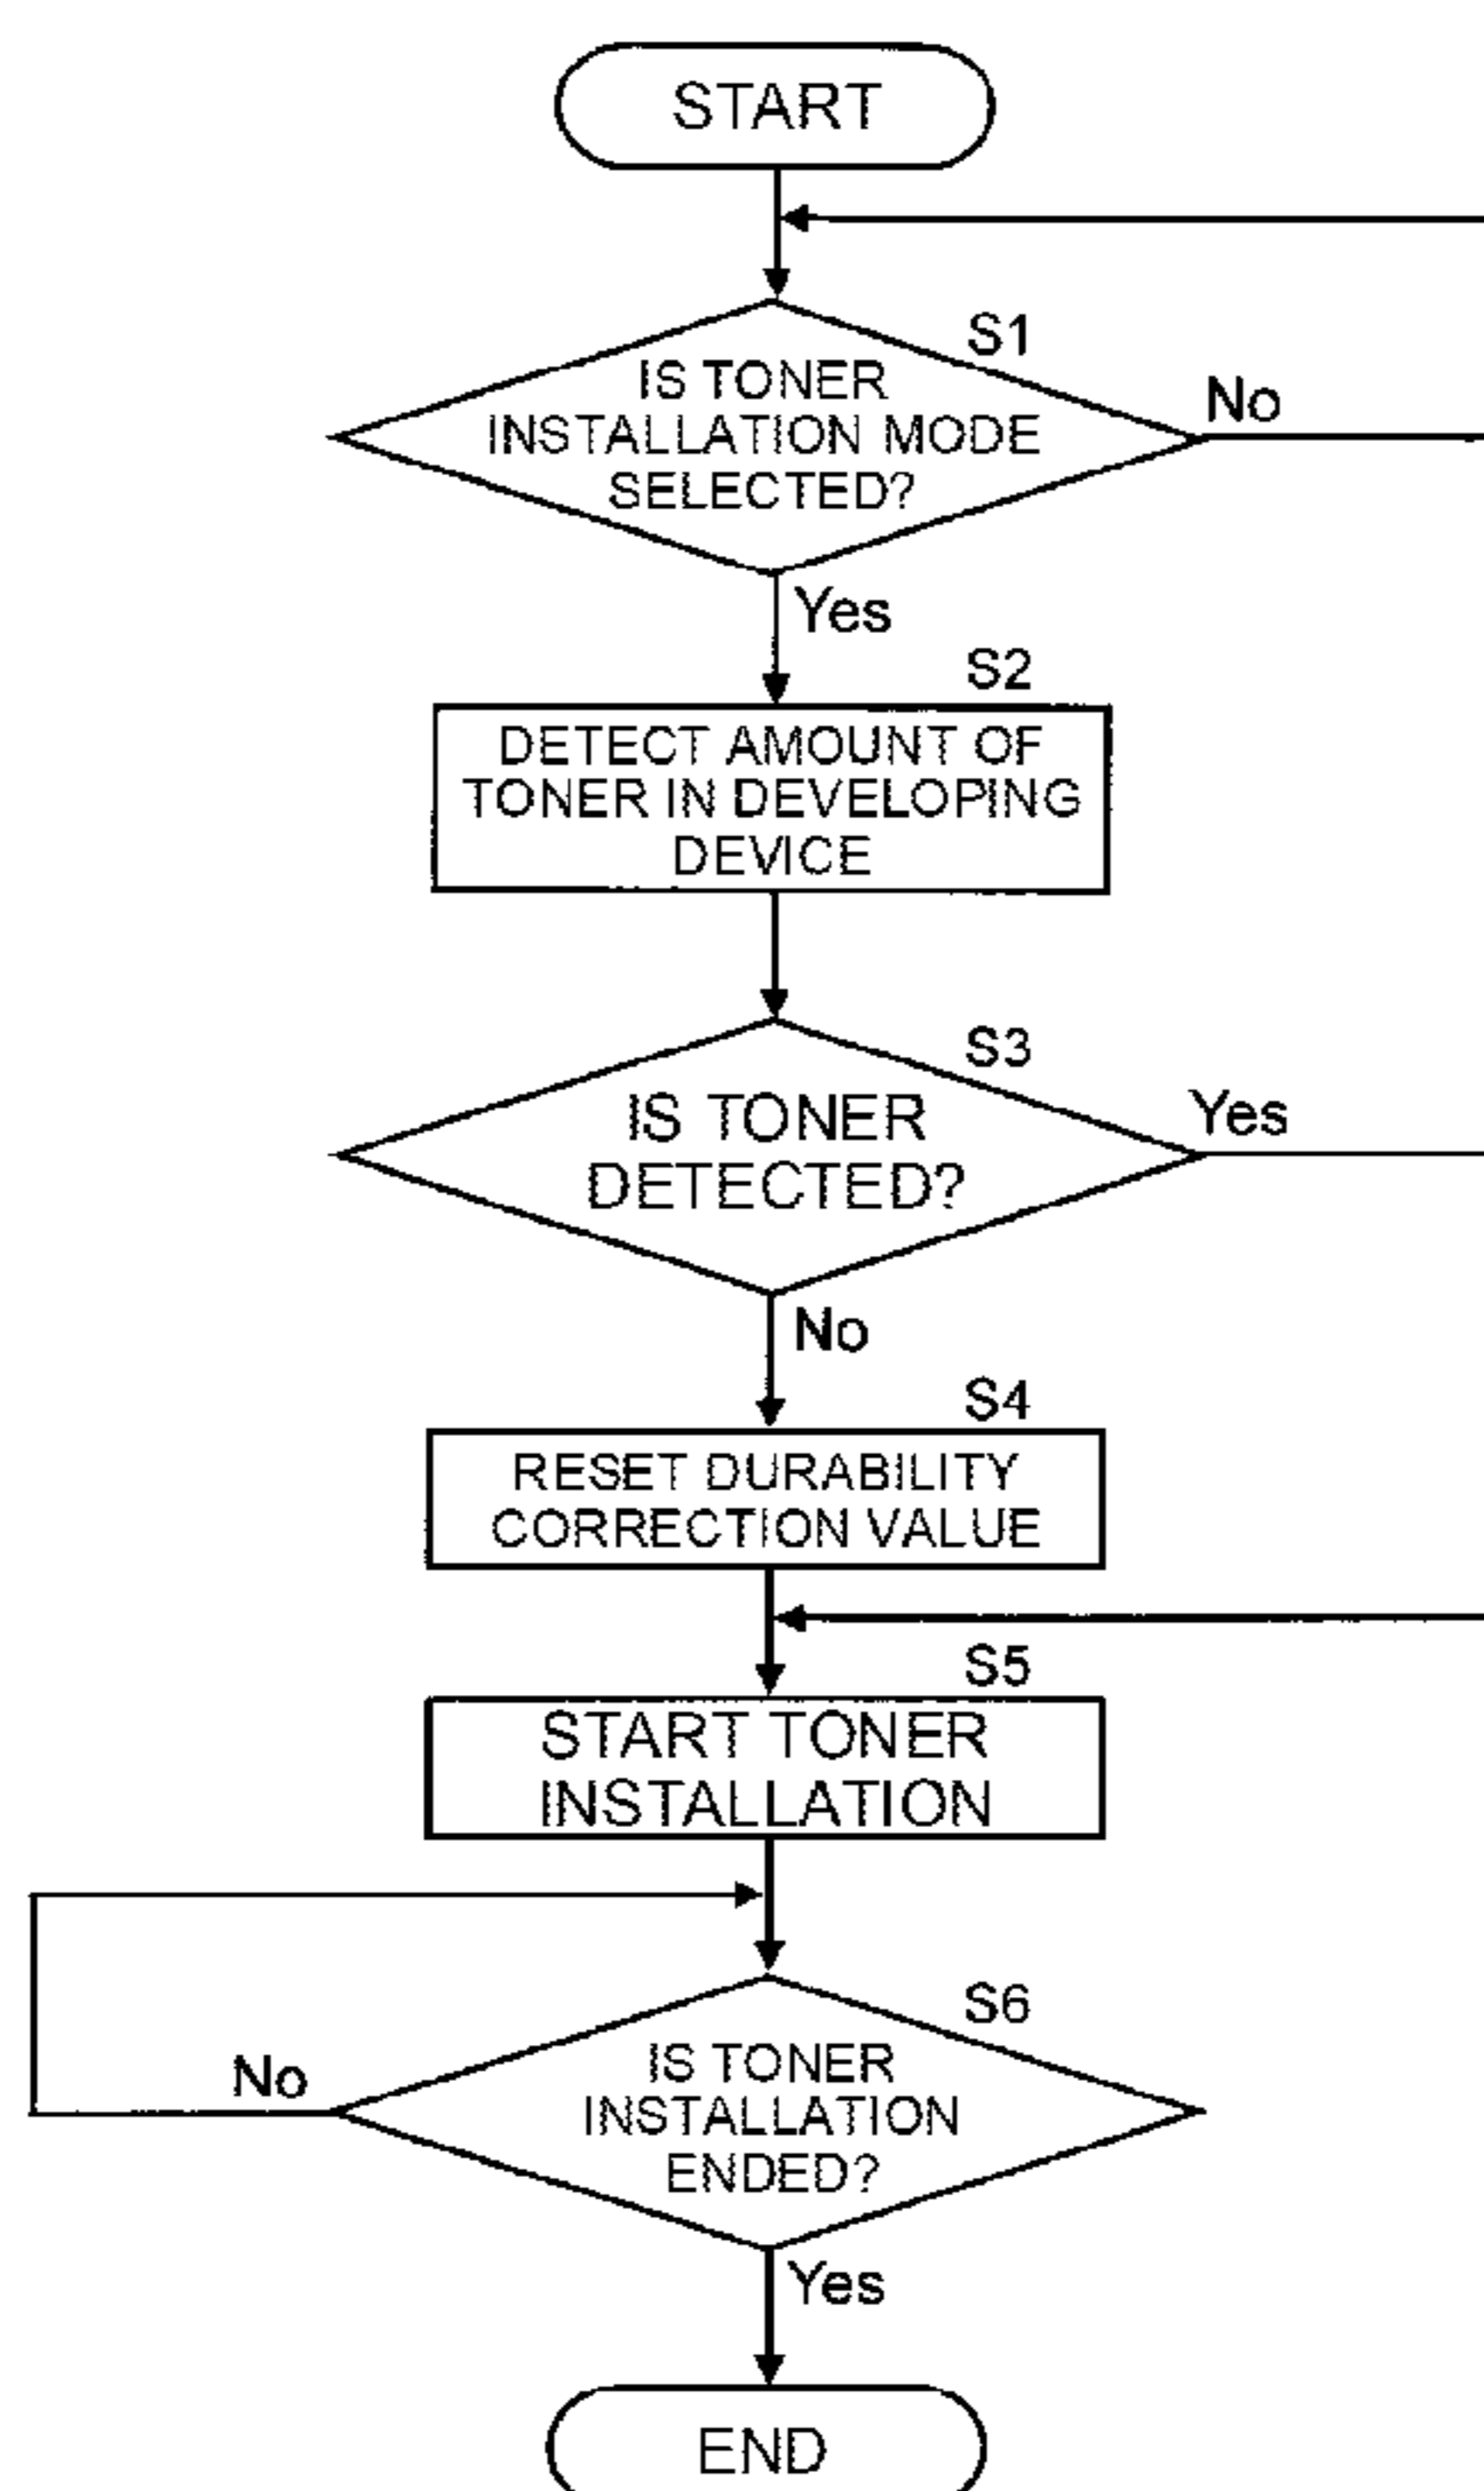 START
S1
IS TONER
INSTALLATION MODE
SELECTED?
No
Yes
S2
DETECT AMOUNT OF
TONER IN DEVELOPING
DEVICE
S3
IS TONER
DETECTED?
Yes
No
S4
RESET DURABILITY
CORRECTION VALUE
S5
START TONER
INSTALLATION
S6
IS TONER
INSTALLATION
ENDED?
No
Yes
END